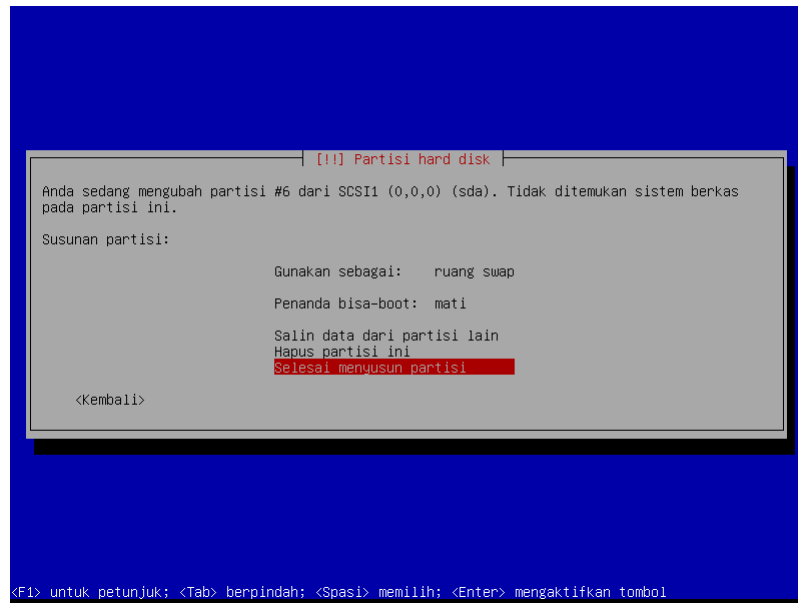 [!!] Partisi hard disk
Anda sedang mengubah partisi #6 dari SCSI1 (0,0,0) (sda). Tidak ditemukan sistem berkas
pada partisi ini.
Susunan partisi:
Gunakan sebagai: ruang swap
Penanda bisa-boot: mati
Salin data dari partisi lain
Hapus partisi ini
Selesai menyusun partisi
<Kembali>
<F1> untuk petunjuk; <Tab> berpindah; <Spasi> memilih; <Enter> mengaktifkan tombol